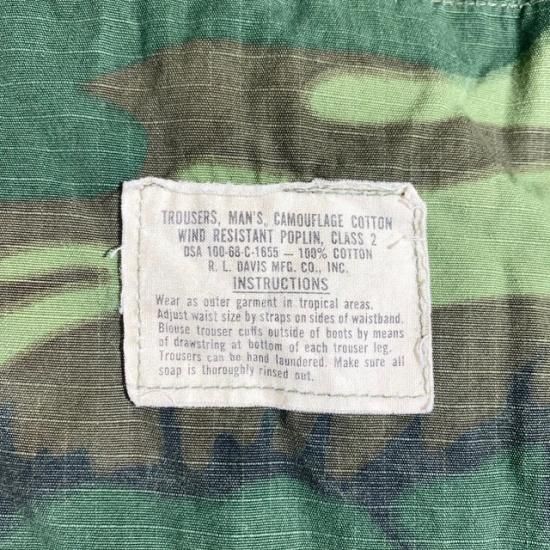 TROUSERS, MAN'S, CAMOUFLAGE COTTON
WIND RESISTANT POPLIN, CLASS 2
DSA 100-68-C-1655 — 100% COTTON
R. L. DAVIS MFG. CO., INC.
INSTRUCTIONS
Wear as outer garment in tropical areas.
Adjust waist size by straps on sides of waistband.
Blouse trouser cuffs outside of boots by means
of drawstring at bottom of each trouser leg.
Trousers can be hand laundered. Make sure all
soap is thoroughly rinsed out.